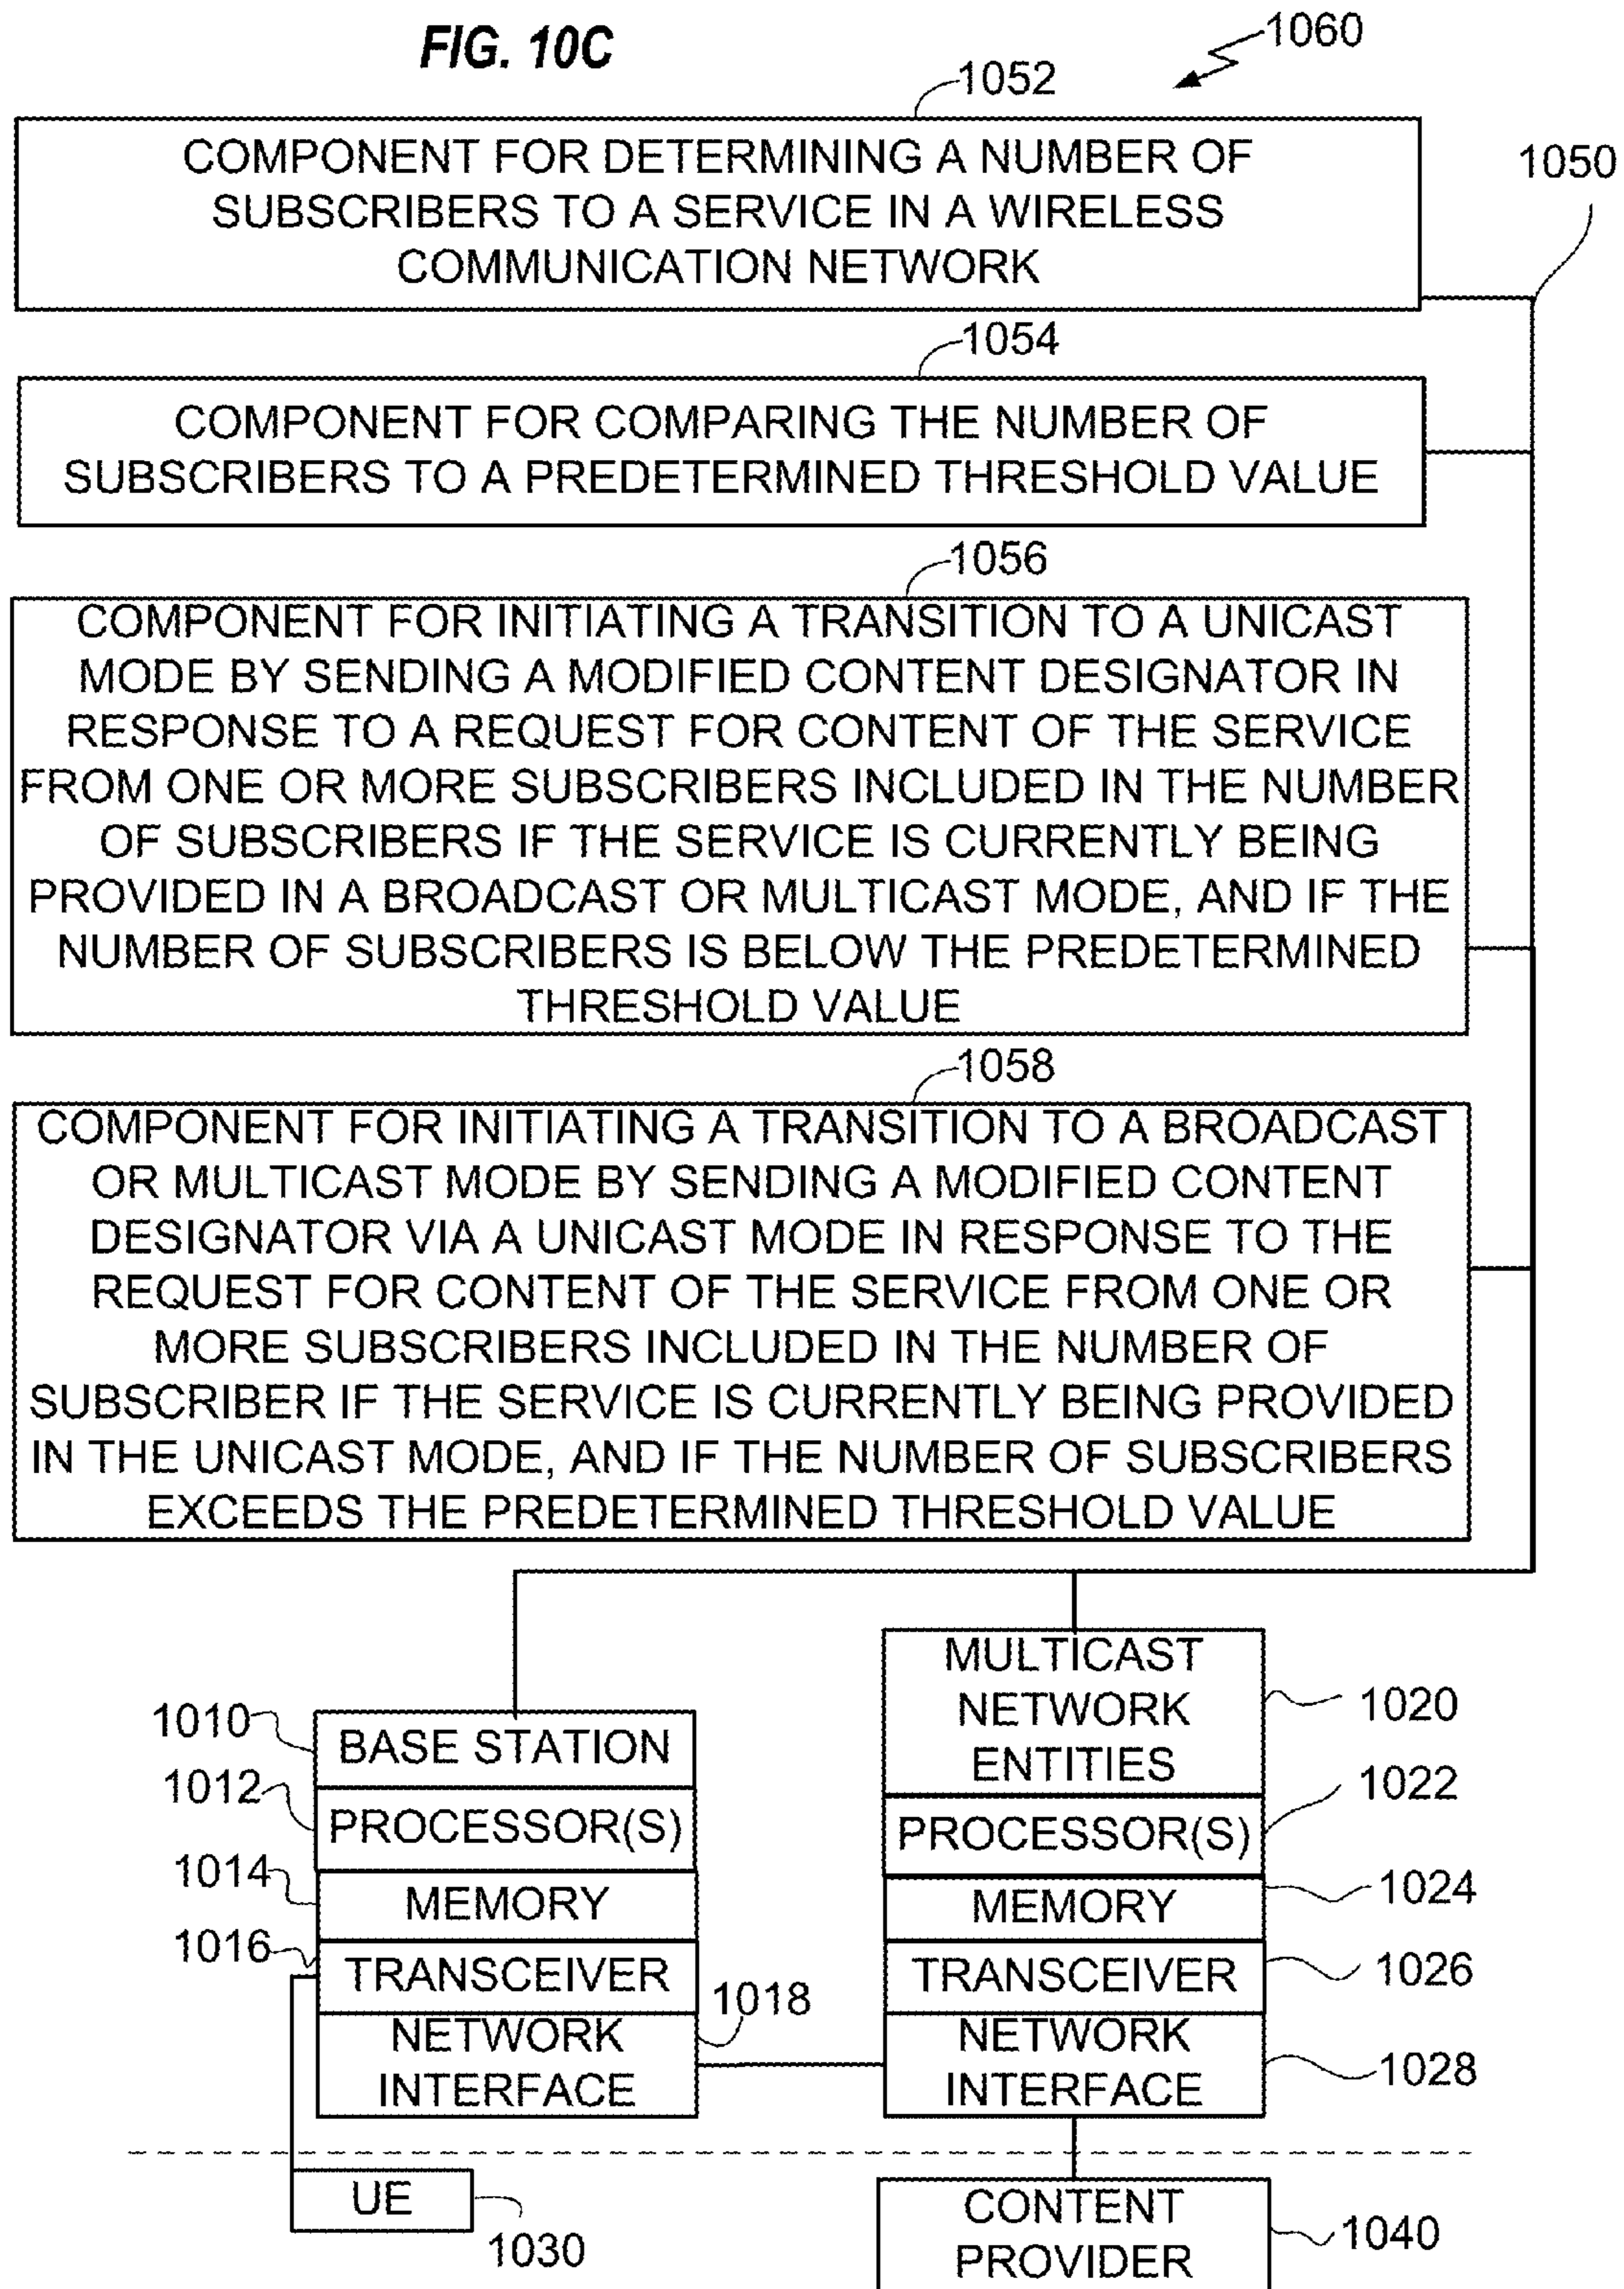 FIG. 10C
1060
1052
COMPONENT FOR DETERMINING A NUMBER OF
SUBSCRIBERS TO A SERVICE IN A WIRELESS
COMMUNICATION NETWORK
1050
1054
COMPONENT FOR COMPARING THE NUMBER OF
SUBSCRIBERS TO A PREDETERMINED THRESHOLD VALUE
1056
COMPONENT FOR INITIATING A TRANSITION TO A UNICAST
MODE BY SENDING A MODIFIED CONTENT DESIGNATOR IN
RESPONSE TO A REQUEST FOR CONTENT OF THE SERVICE
FROM ONE OR MORE SUBSCRIBERS INCLUDED IN THE NUMBER
OF SUBSCRIBERS IF THE SERVICE IS CURRENTLY BEING
PROVIDED IN A BROADCAST OR MULTICAST MODE, AND IF THE
NUMBER OF SUBSCRIBERS IS BELOW THE PREDETERMINED
THRESHOLD VALUE
1058
COMPONENT FOR INITIATING A TRANSITION TO A BROADCAST
OR MULTICAST MODE BY SENDING A MODIFIED CONTENT
DESIGNATOR VIA A UNICAST MODE IN RESPONSE TO THE
REQUEST FOR CONTENT OF THE SERVICE FROM ONE OR
MORE SUBSCRIBERS INCLUDED IN THE NUMBER OF
SUBSCRIBER IF THE SERVICE IS CURRENTLY BEING PROVIDED
IN THE UNICAST MODE, AND IF THE NUMBER OF SUBSCRIBERS
EXCEEDS THE PREDETERMINED THRESHOLD VALUE
1010
BASE STATION
1012
PROCESSOR(S)
1014
MEMORY
1016
TRANSCEIVER
1018
NETWORK
INTERFACE
MULTICAST
NETWORK
ENTITIES
1020
PROCESSOR(S)
1022
MEMORY
1024
TRANSCEIVER
1026
NETWORK
INTERFACE
1028
UE
1030
CONTENT
PROVIDER
1040